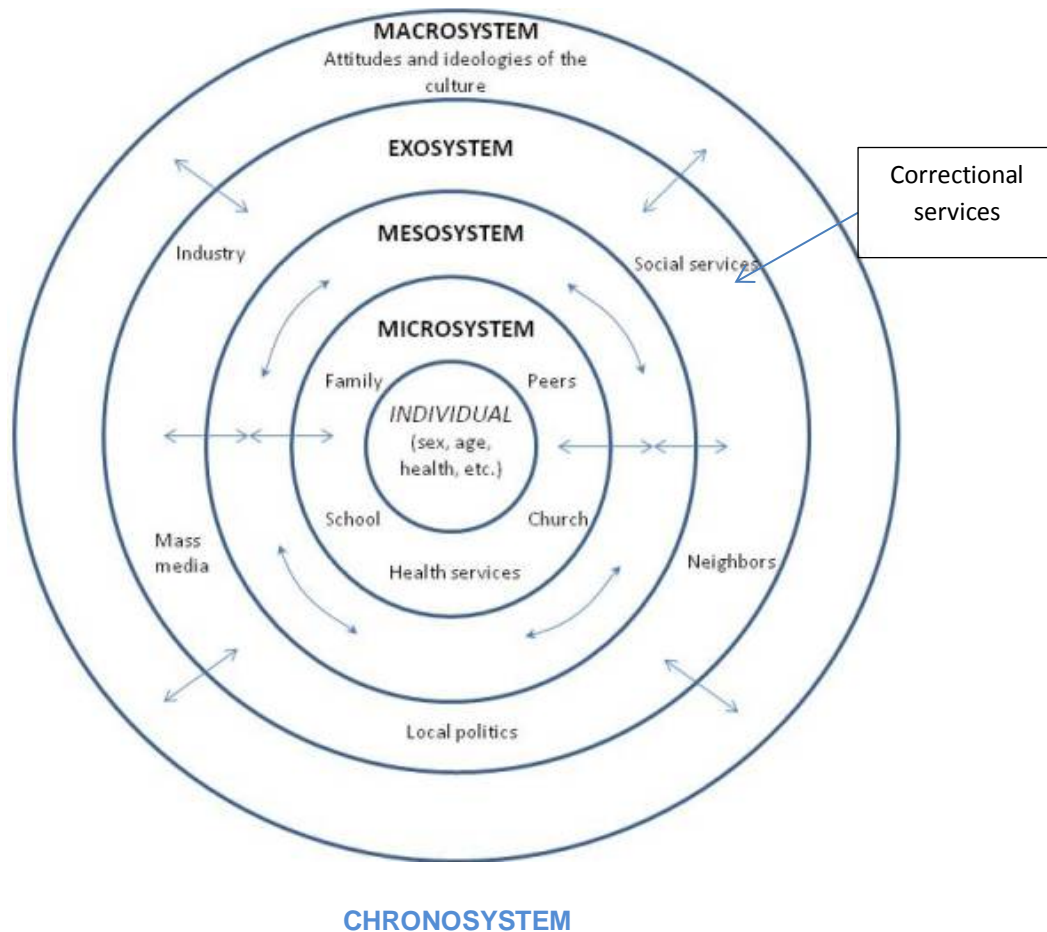 MACROSYSTEM
Attitudes and ideologies of the
culture
EXOSYSTEM
Correctional
services
MESOSYSTEM
Industry
Social services
MICROSYSTEM
Family
Peers
INDIVIDUAL
(sex, age,
health, etc.)
School
Church
Mass
media
Health services
Neighbors
Local politics
CHRONOSYSTEM